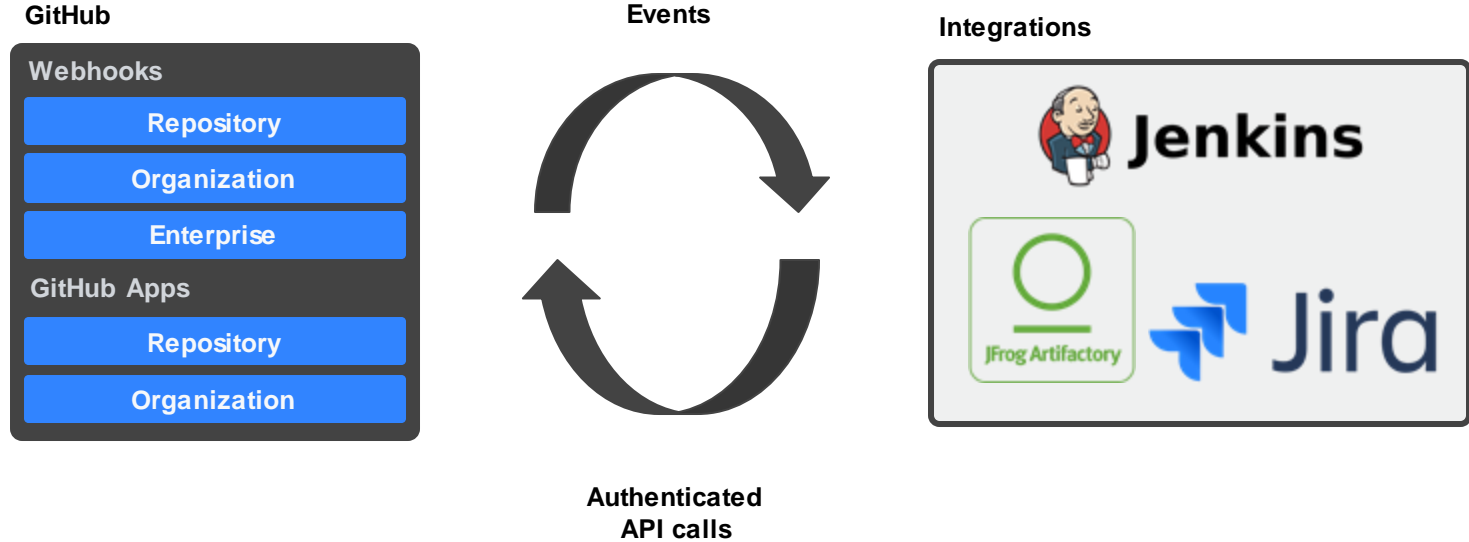 GitHub
Webhooks
Repository
Organization
Enterprise
GitHub Apps
Repository
Organization
Events
Authenticated
API calls
Integrations
Jenkins
JFrog Artifactory
Jira